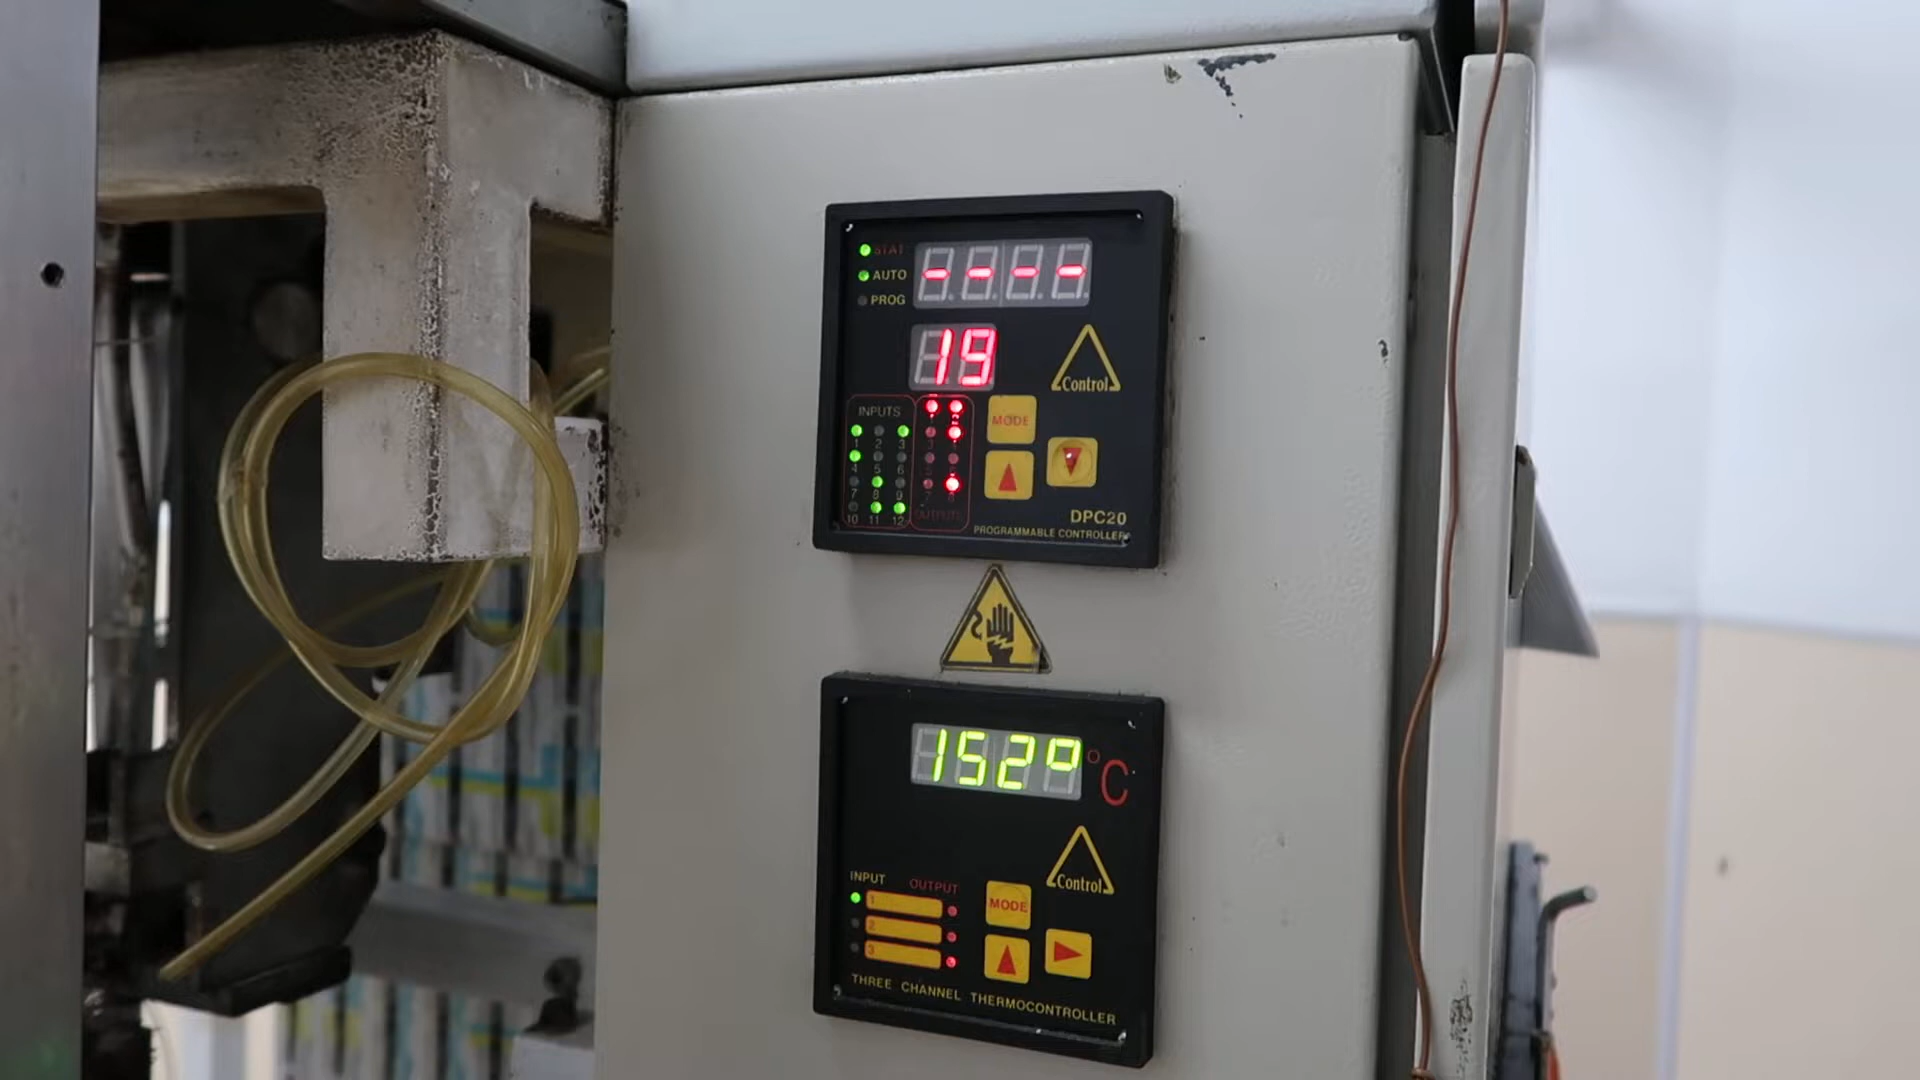 STAT
----
AUTO
PROG
19
Control
INPUTS
MODE
1 2 3
4 5 6
7 8 9
10 11 12
OUTPUTS
DPC20
PROGRAMMABLE CONTROLLER
152° °C
Control
INPUT OUTPUT
1
2
3
MODE
THREE CHANNEL THERMOCONTROLLER